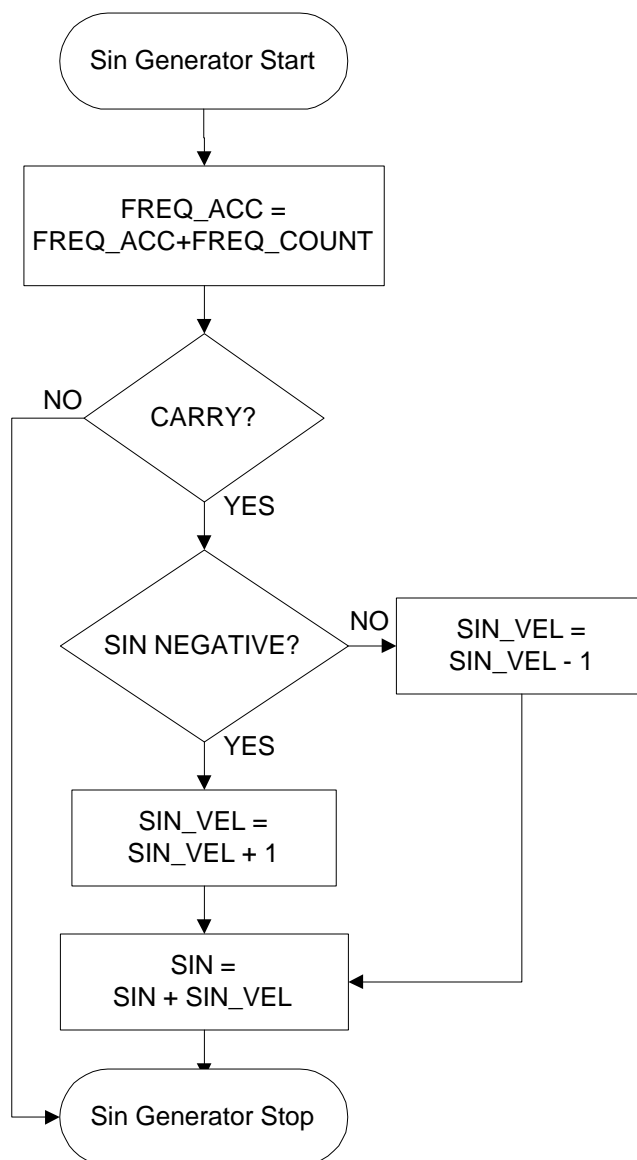 Sin Generator Start
FREQ_ACC =
FREQ_ACC+FREQ_COUNT
NO
CARRY?
YES
SIN NEGATIVE?
NO
SIN_VEL =
SIN_VEL - 1
YES
SIN_VEL =
SIN_VEL + 1
SIN =
SIN + SIN_VEL
Sin Generator Stop